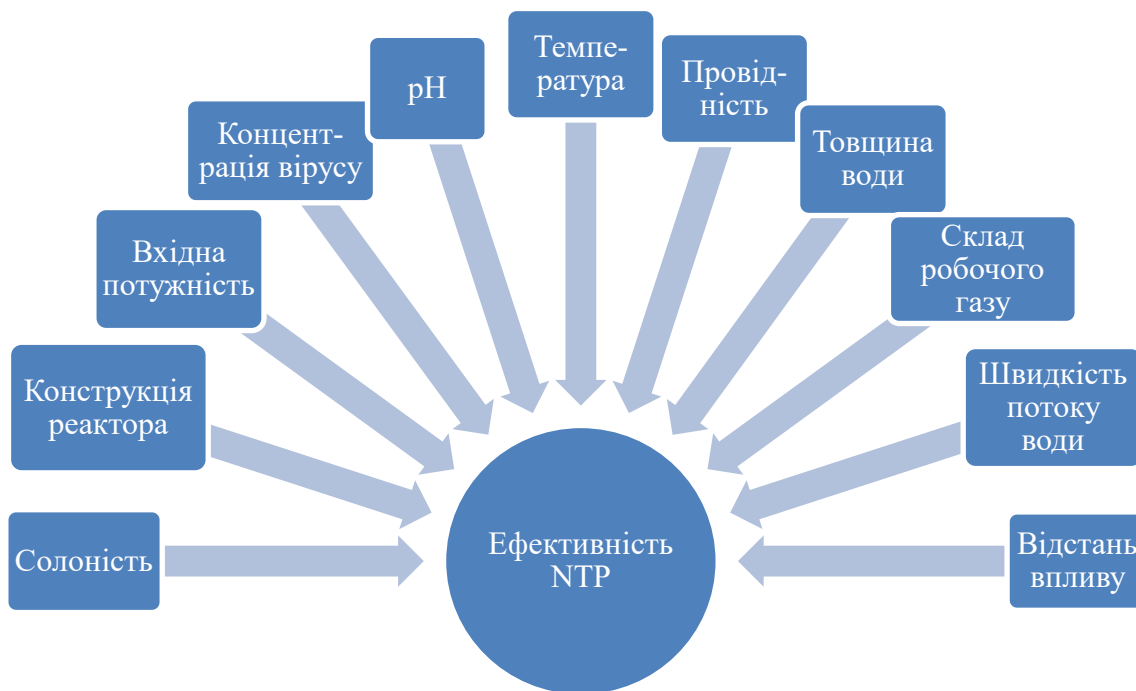 Солоність
Конструкція
реактора
Вхідна
потужність
Концент-
рація вірусу
pH
Темпе-
ратура
Провід-
ність
Товщина
води
Склад
робочого
газу
Швидкість
потоку
води
Відстань
впливу
Ефективність
NTP